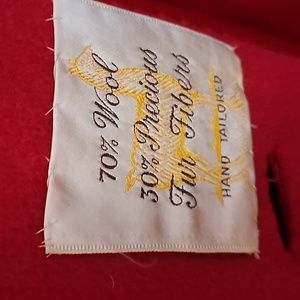 70% Wool
30% Precious
Fur Fibers
HAND TAILORED